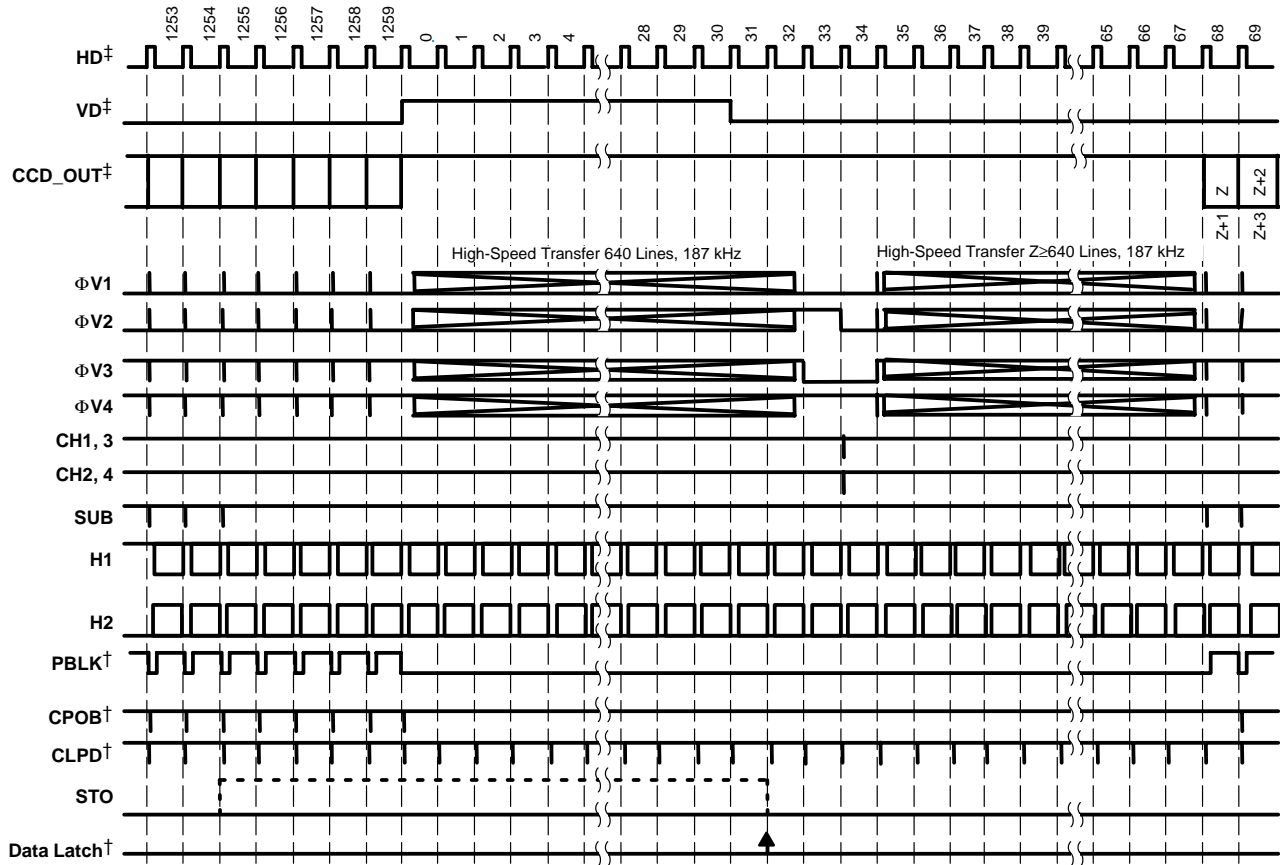 1253 1254 1255 1256 1257 1258 1259 0 1 2 3 4 28 29 30 31 32 33 34 35 36 37 38 39 65 66 67 68 69
HD‡
VD‡
CCD_OUT‡
Z Z+2
Z+1 Z+3
High-Speed Transfer 640 Lines, 187 kHz
High-Speed Transfer Z≥640 Lines, 187 kHz
ΦV1
ΦV2
ΦV3
ΦV4
CH1, 3
CH2, 4
SUB
H1
H2
PBLK†
CPOB†
CLPD†
STO
Data Latch†